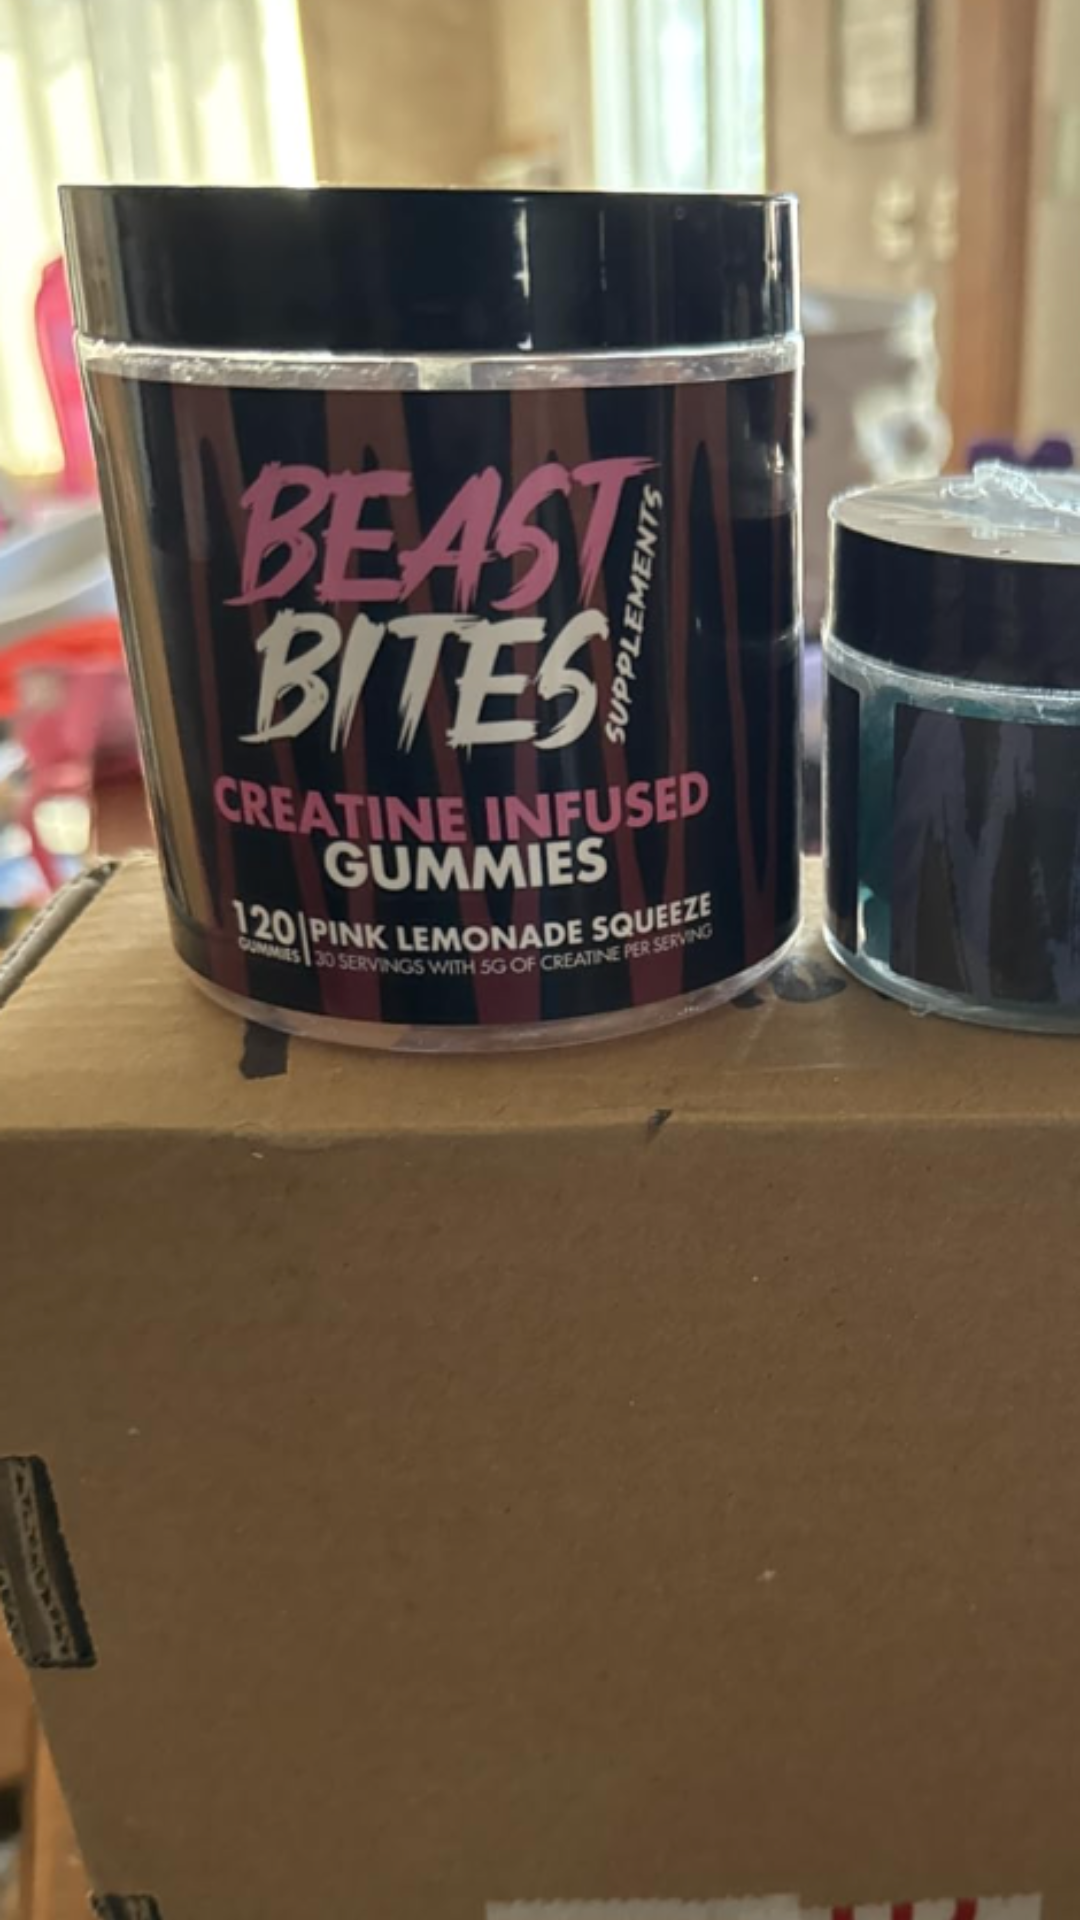 BEAST
BITES
SUPPLEMENTS
CREATINE INFUSED
GUMMIES
120 GUMMIES
PINK LEMONADE SQUEEZE
30 SERVINGS WITH 5G OF CREATINE PER SERVING